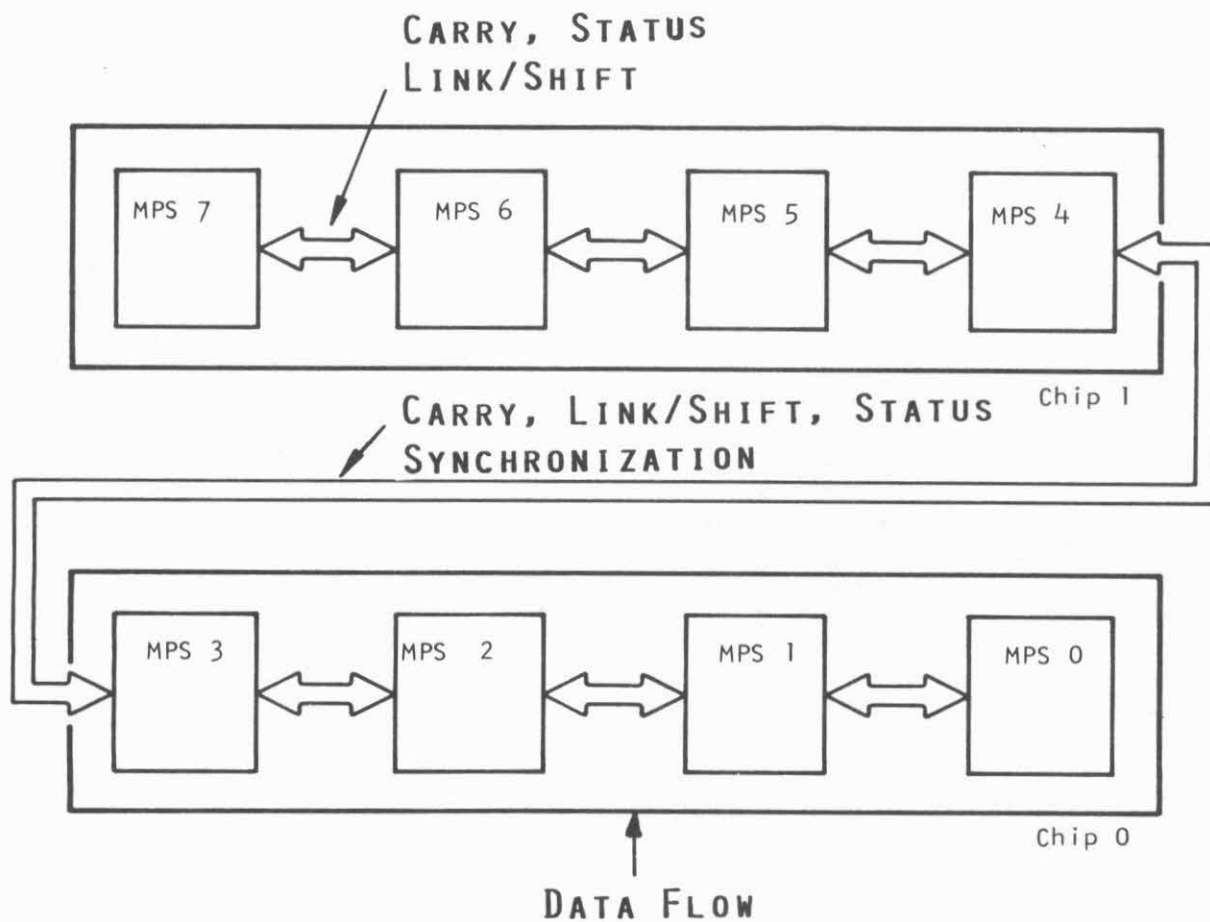 CARRY, STATUS
LINK/SHIFT
MPS 7
MPS 6
MPS 5
MPS 4
Chip 1
CARRY, LINK/SHIFT, STATUS
SYNCHRONIZATION
MPS 3
MPS 2
MPS 1
MPS 0
Chip 0
DATA FLOW